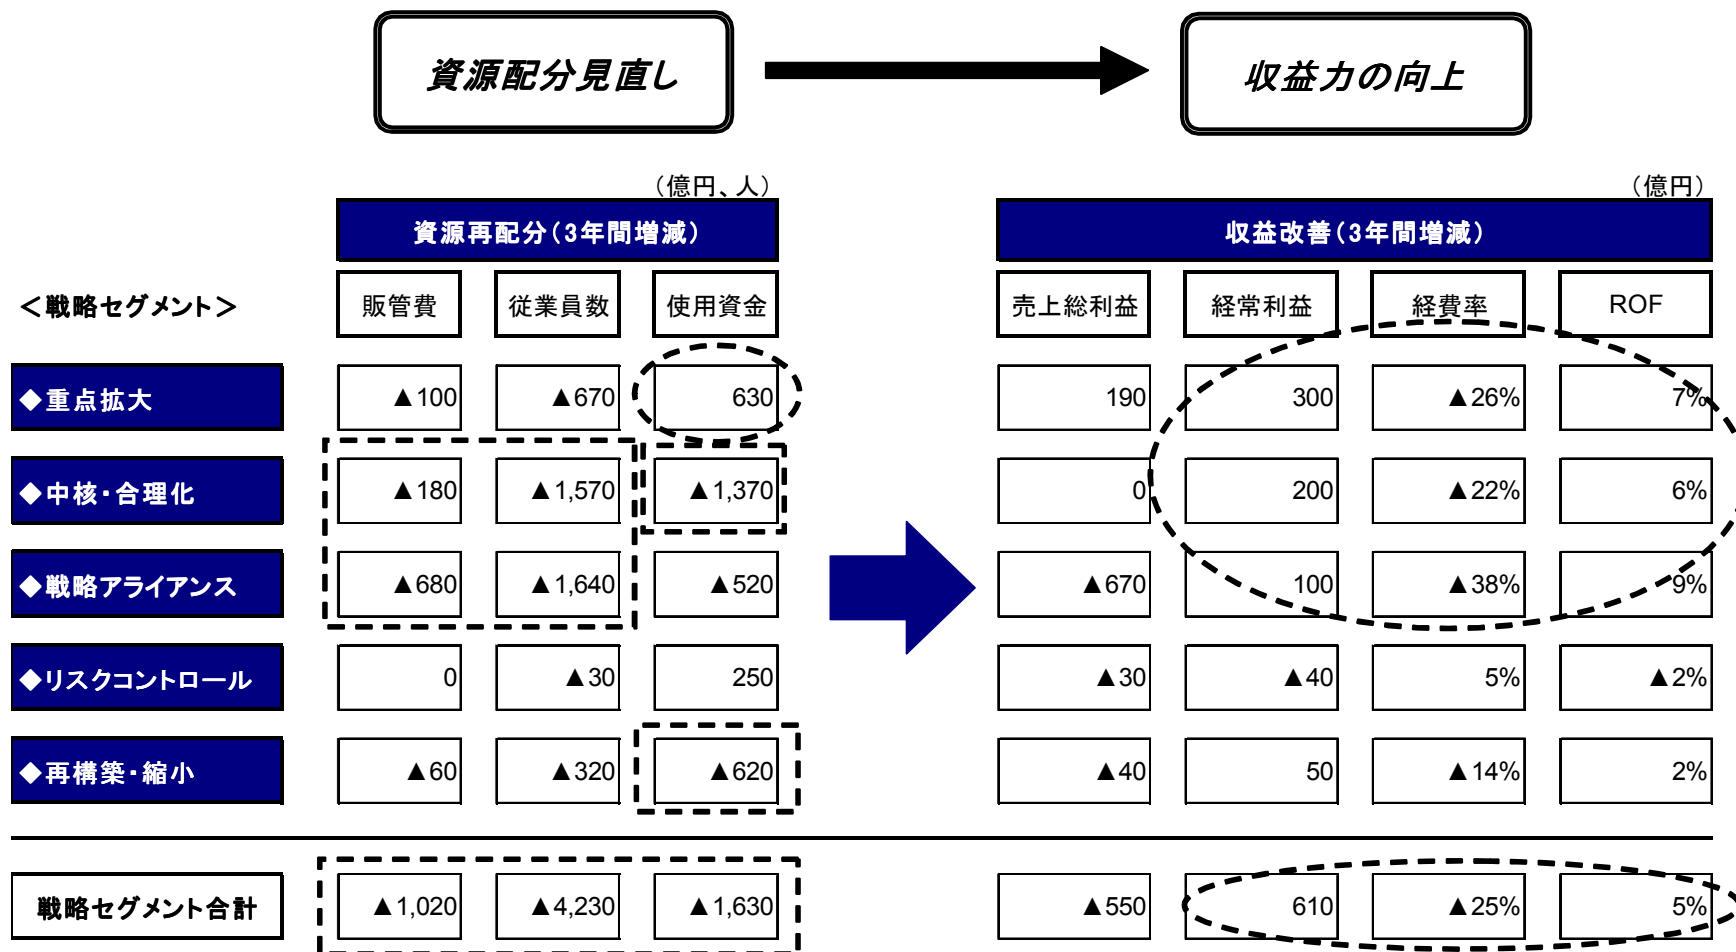 資源配分見直し
収益力の向上
（億円、人）
（億円）
資源再配分（3年間増減）
収益改善（3年間増減）
＜戦略セグメント＞ 販管費 従業員数 使用資金 売上総利益 経常利益 経費率 ROF
◆重点拡大 ▲100 ▲670 630 190 300 ▲26% 7%
◆中核・合理化 ▲180 ▲1,570 ▲1,370 0 200 ▲22% 6%
◆戦略アライアンス ▲680 ▲1,640 ▲520 ▲670 100 ▲38% 9%
◆リスクコントロール 0 ▲30 250 ▲30 ▲40 5% ▲2%
◆再構築・縮小 ▲60 ▲320 ▲620 ▲40 50 ▲14% 2%
戦略セグメント合計 ▲1,020 ▲4,230 ▲1,630 ▲550 610 ▲25% 5%